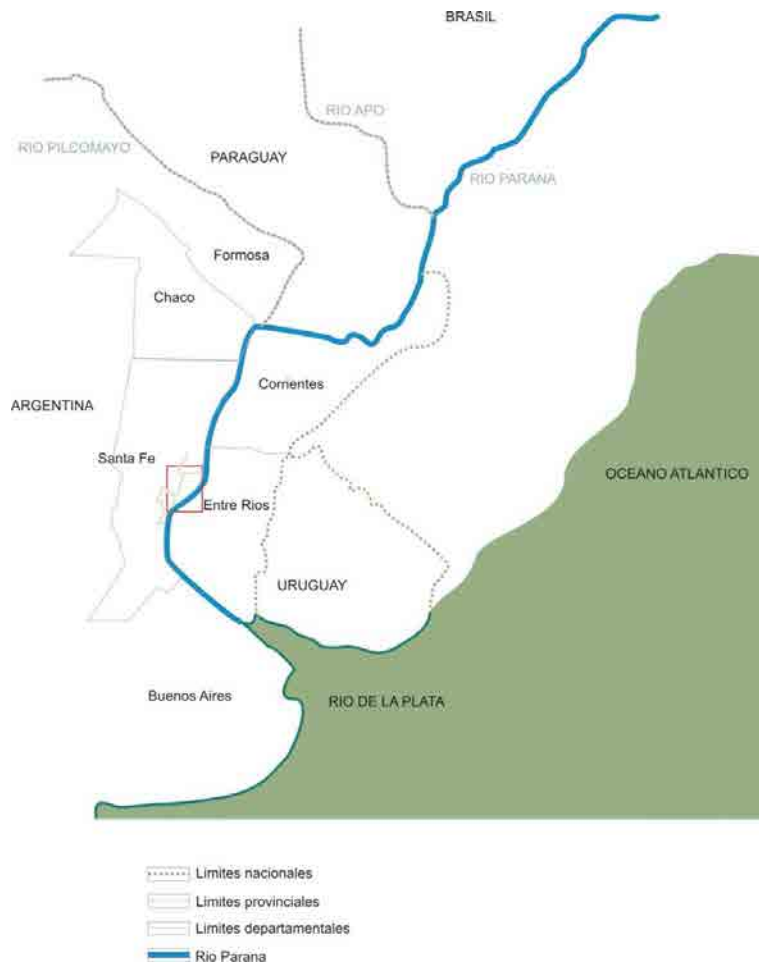 BRASIL
RIO APO
RIO PILCOMAYO
PARAGUAY
RIO PARANA
Formosa
Chaco
Corrientes
ARGENTINA
Santa Fe
OCEANO ATLANTICO
Entre Rios
URUGUAY
Buenos Aires
RIO DE LA PLATA
Limites nacionales
Limites provinciales
Limites departamentales
Rio Parana